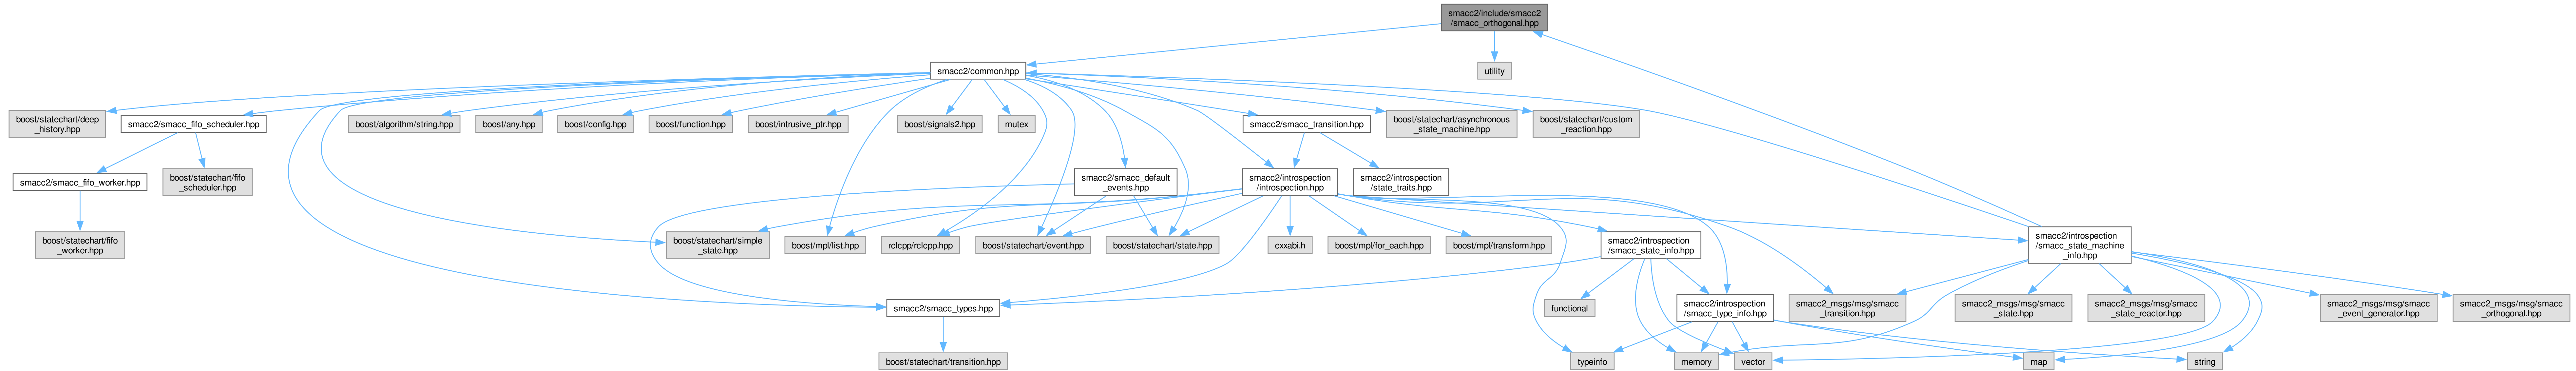 smacc2/include/smacc2
/smacc_orthogonal.hpp
smacc2/common.hpp
utility
boost/statechart/deep
_history.hpp
smacc2/smacc_fifo_scheduler.hpp
boost/algorithm/string.hpp
boost/any.hpp
boost/config.hpp
boost/function.hpp
boost/intrusive_ptr.hpp
boost/signals2.hpp
mutex
smacc2/smacc_transition.hpp
boost/statechart/asynchronous
_state_machine.hpp
boost/statechart/custom
_reaction.hpp
smacc2/smacc_fifo_worker.hpp
boost/statechart/fifo
_scheduler.hpp
smacc2/smacc_default
_events.hpp
smacc2/introspection
/introspection.hpp
smacc2/introspection
/state_traits.hpp
boost/statechart/fifo
_worker.hpp
boost/statechart/simple
_state.hpp
boost/mpl/list.hpp
rclcpp/rclcpp.hpp
boost/statechart/event.hpp
boost/statechart/state.hpp
cxxabi.h
boost/mpl/for_each.hpp
boost/mpl/transform.hpp
smacc2/introspection
/smacc_state_info.hpp
smacc2/introspection
/smacc_state_machine
_info.hpp
smacc2/smacc_types.hpp
functional
smacc2/introspection
/smacc_type_info.hpp
smacc2_msgs/msg/smacc
_transition.hpp
smacc2_msgs/msg/smacc
_state.hpp
smacc2_msgs/msg/smacc
_state_reactor.hpp
smacc2_msgs/msg/smacc
_event_generator.hpp
smacc2_msgs/msg/smacc
_orthogonal.hpp
boost/statechart/transition.hpp
typeinfo
memory
vector
map
string